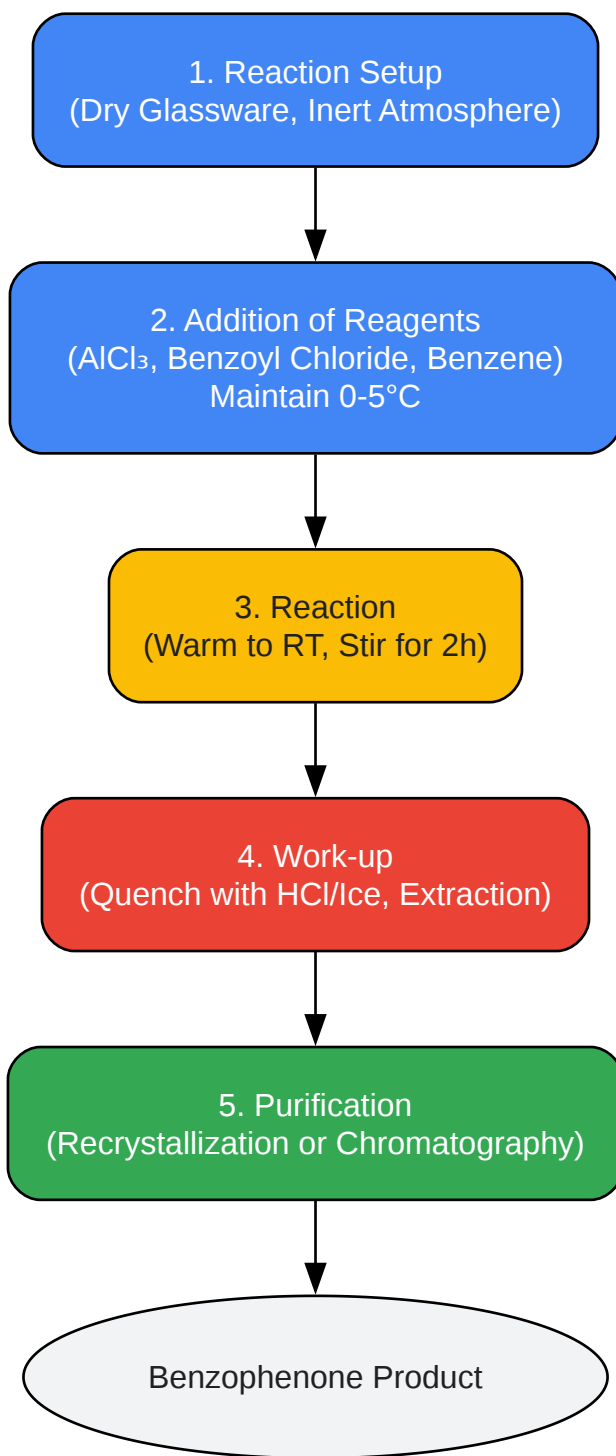 1. Reaction Setup
(Dry Glassware, Inert Atmosphere)
2. Addition of Reagents
(AlCl₃, Benzoyl Chloride, Benzene)
Maintain 0-5°C
3. Reaction
(Warm to RT, Stir for 2h)
4. Work-up
(Quench with HCl/Ice, Extraction)
5. Purification
(Recrystallization or Chromatography)
Benzophenone Product